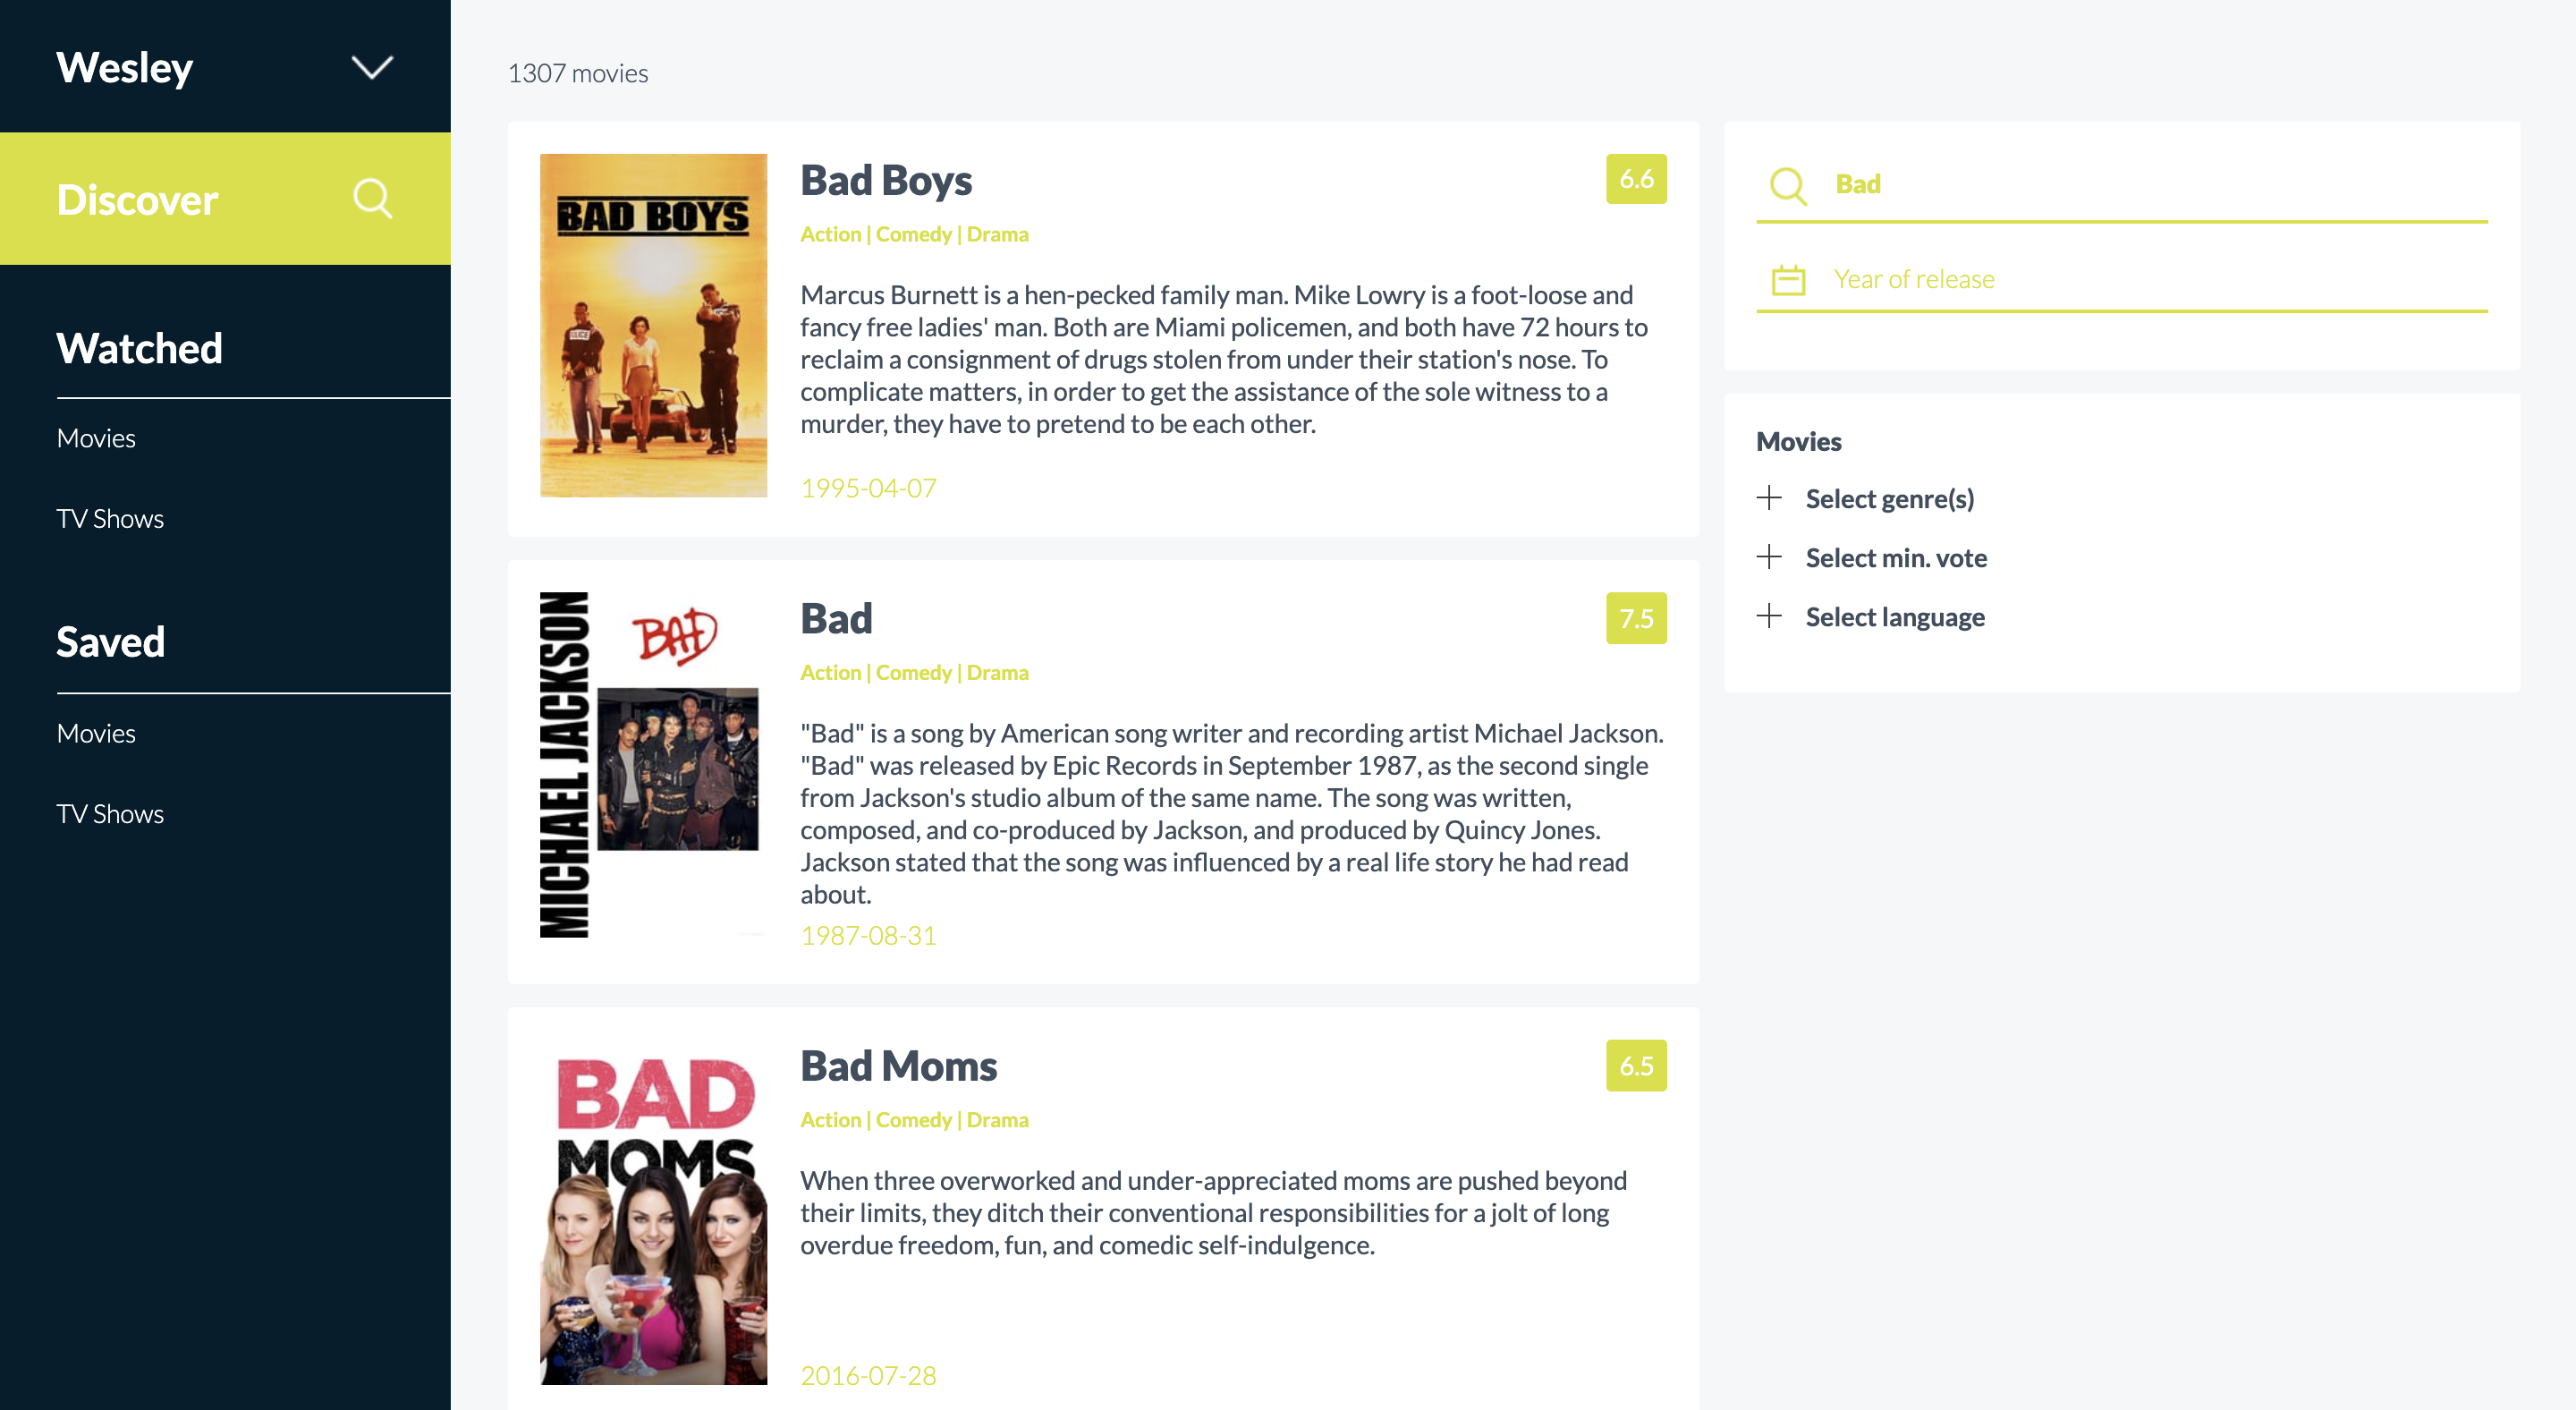 Wesley
Discover
Watched
Movies
TV Shows
Saved
Movies
TV Shows
1307 movies
BAD BOYS
POLICE
Bad Boys
6.6
Action | Comedy | Drama
Marcus Burnett is a hen-pecked family man. Mike Lowry is a foot-loose and
fancy free ladies' man. Both are Miami policemen, and both have 72 hours to
reclaim a consignment of drugs stolen from under their station's nose. To
complicate matters, in order to get the assistance of the sole witness to a
murder, they have to pretend to be each other.
1995-04-07
MICHAEL JACKSON
BAD
Bad
7.5
Action | Comedy | Drama
"Bad" is a song by American song writer and recording artist Michael Jackson.
"Bad" was released by Epic Records in September 1987, as the second single
from Jackson's studio album of the same name. The song was written,
composed, and co-produced by Jackson, and produced by Quincy Jones.
Jackson stated that the song was influenced by a real life story he had read
about.
1987-08-31
BAD
MOMS
Bad Moms
6.5
Action | Comedy | Drama
When three overworked and under-appreciated moms are pushed beyond
their limits, they ditch their conventional responsibilities for a jolt of long
overdue freedom, fun, and comedic self-indulgence.
2016-07-28
Bad
Year of release
Movies
Select genre(s)
Select min. vote
Select language